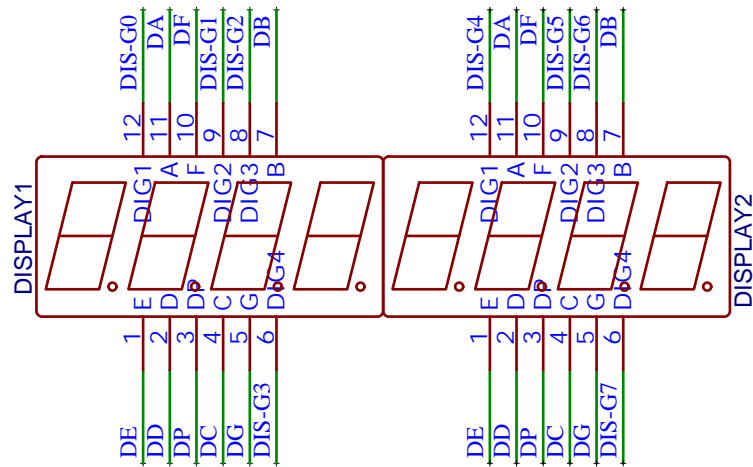 DIS-G0 DA DF DIS-G1 DIS-G2 DB
12 11 10 9 8 7
DIG1 A F DIG2 DIG3 B
DISPLAY1
E D DP C G DIG4
1 2 3 4 5 6
DE DD DP DC DG DIS-G3
DIS-G4 DA DF DIS-G5 DIS-G6 DB
12 11 10 9 8 7
DIG1 A F DIG2 DIG3 B
DISPLAY2
E D DP C G DIG4
1 2 3 4 5 6
DE DD DP DC DG DIS-G7